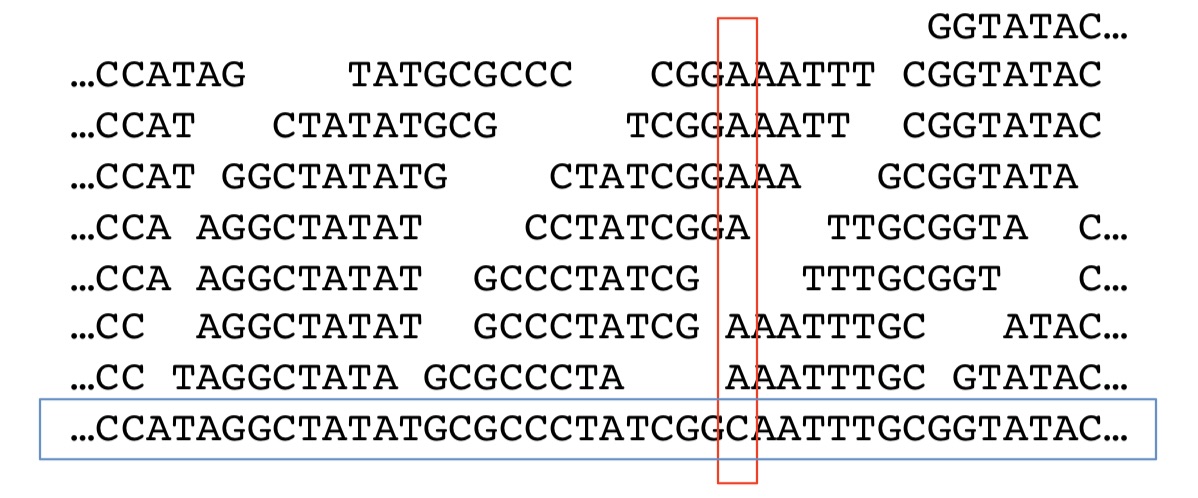 GGTATAC…
…CCATAG TATGCGCCC CGGAAATTT CGGTATAC
…CCAT CTATATGCG TCGGAAATT CGGTATAC
…CCAT GGCTATATG CTATCGGAAA GCGGTATA
…CCA AGGCTATAT CCTATCGGA TTGCGGTA C…
…CCA AGGCTATAT GCCCTATCG TTTGCGGT C…
…CC AGGCTATAT GCCCTATCG AAATTTGC ATAC…
…CC TAGGCTATA GCGCCCTA AAATTTGC GTATAC…
…CCATAGGCTATATGCGCCCTATCGGCAATTTGCGGTATAC…